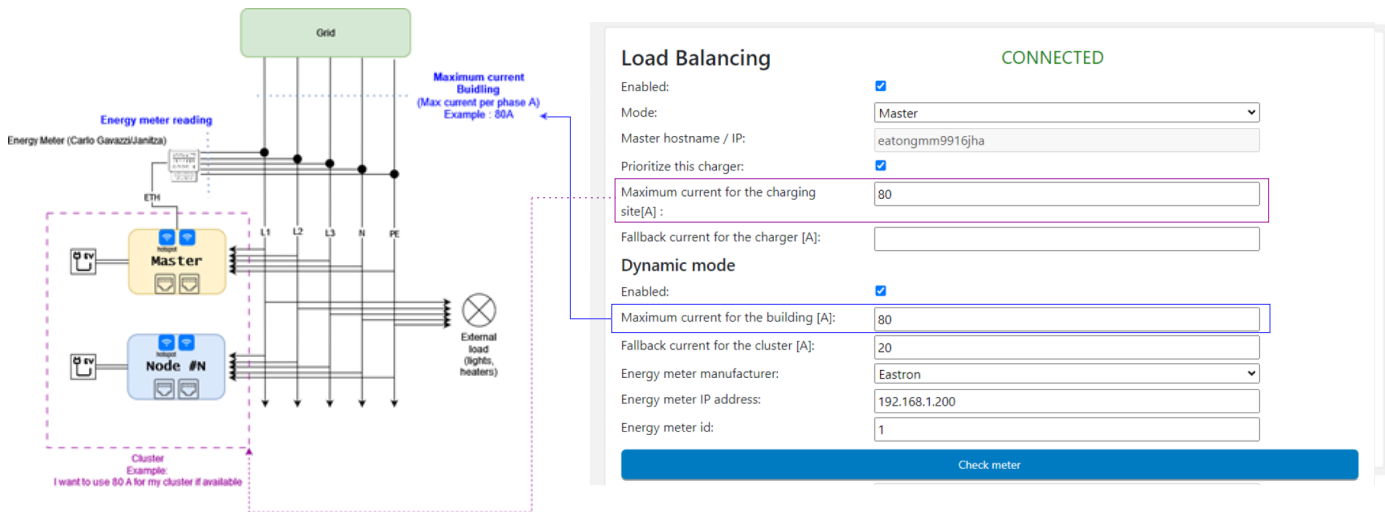 Grid
Maximum current
Buidling
(Max current per phase A)
Example : 80A
Energy meter reading
Energy Meter (Carlo Gavazzi/Janitza)
ETH
L1
L2
L3
N
PE
EV
hotspot
Master
External
load
(lights,
heaters)
EV
hotspot
Node #N
Cluster
Example:
I want to use 80 A for my cluster if available
Load Balancing
CONNECTED
Enabled:
Mode:
Master
Master hostname / IP:
eatongmm9916jha
Prioritize this charger:
Maximum current for the charging
site[A] :
80
Fallback current for the charger [A]:
Dynamic mode
Enabled:
Maximum current for the building [A]:
80
Fallback current for the cluster [A]:
20
Energy meter manufacturer:
Eastron
Energy meter IP address:
192.168.1.200
Energy meter id:
1
Check meter